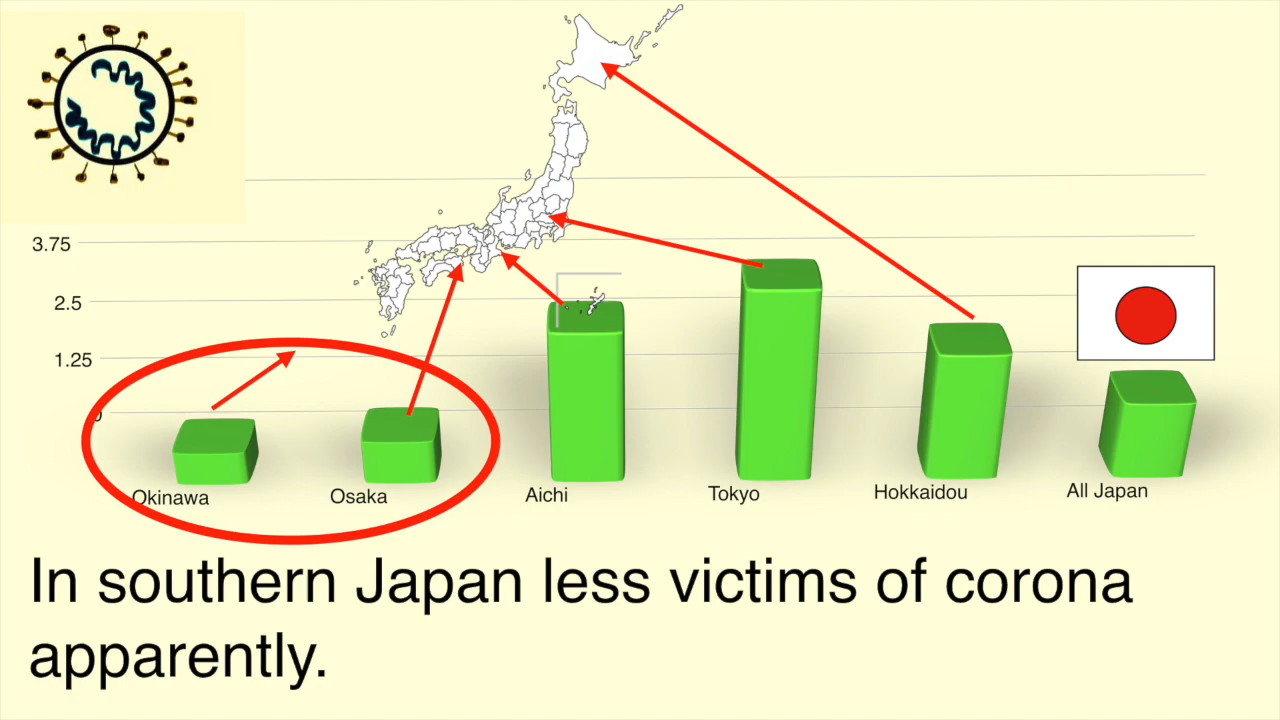 3.75
2.5
1.25
0
Okinawa
Osaka
Aichi
Tokyo
Hokkaidou
All Japan
In southern Japan less victims of corona
apparently.